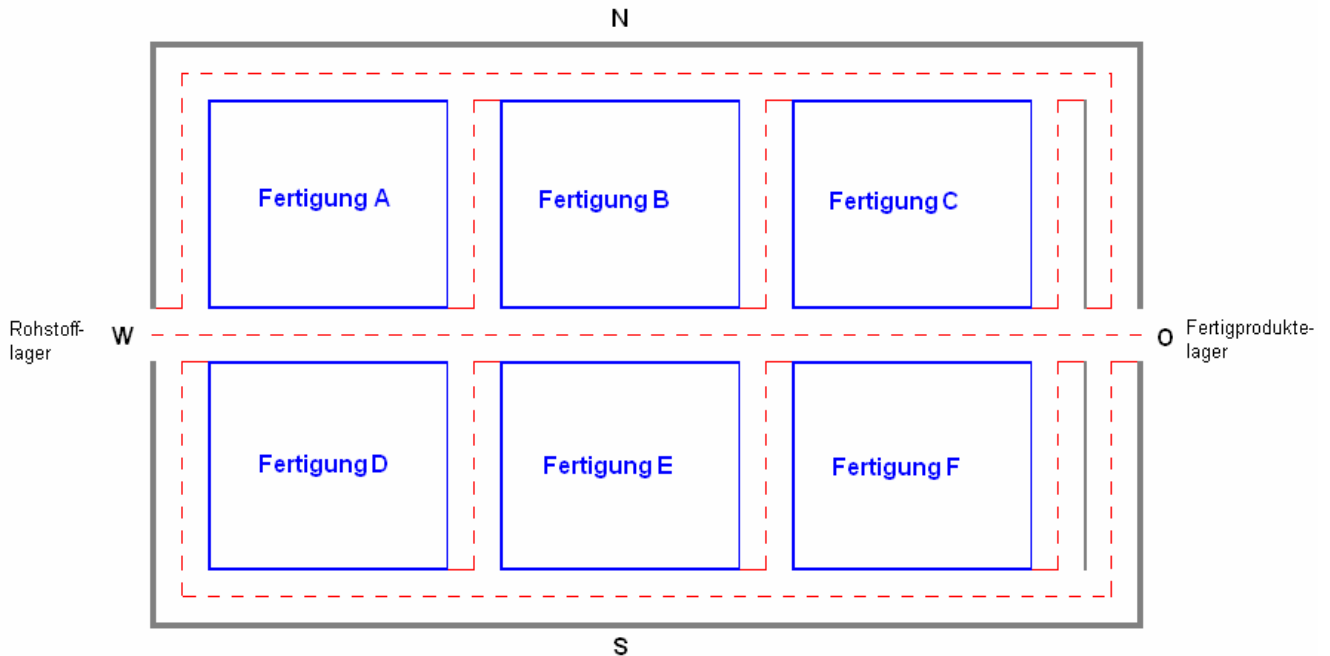 N
Fertigung A
Fertigung B
Fertigung C
Rohstoff-
lager
W
O
Fertigprodukte-
lager
Fertigung D
Fertigung E
Fertigung F
S